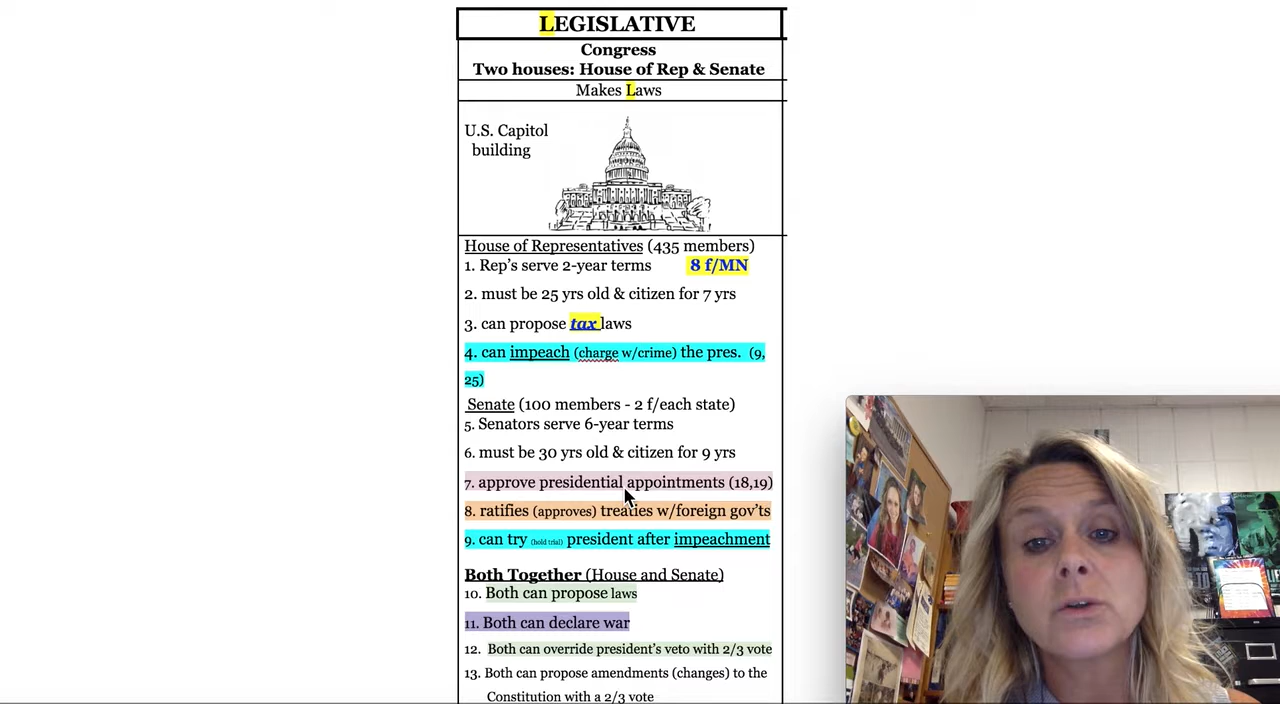 LEGISLATIVE
Congress
Two houses: House of Rep & Senate
Makes Laws
U.S. Capitol
building
House of Representatives (435 members)
1. Rep's serve 2-year terms 8 f/MN
2. must be 25 yrs old & citizen for 7 yrs
3. can propose tax laws
4. can impeach (charge w/crime) the pres. (9,
25)
Senate (100 members - 2 f/each state)
5. Senators serve 6-year terms
6. must be 30 yrs old & citizen for 9 yrs
7. approve presidential appointments (18,19)
8. ratifies (approves) treaties w/foreign gov'ts
9. can try (hold trial) president after impeachment
Both Together (House and Senate)
10. Both can propose laws
11. Both can declare war
12. Both can override president's veto with 2/3 vote
13. Both can propose amendments (changes) to the
Constitution with a 2/3 vote